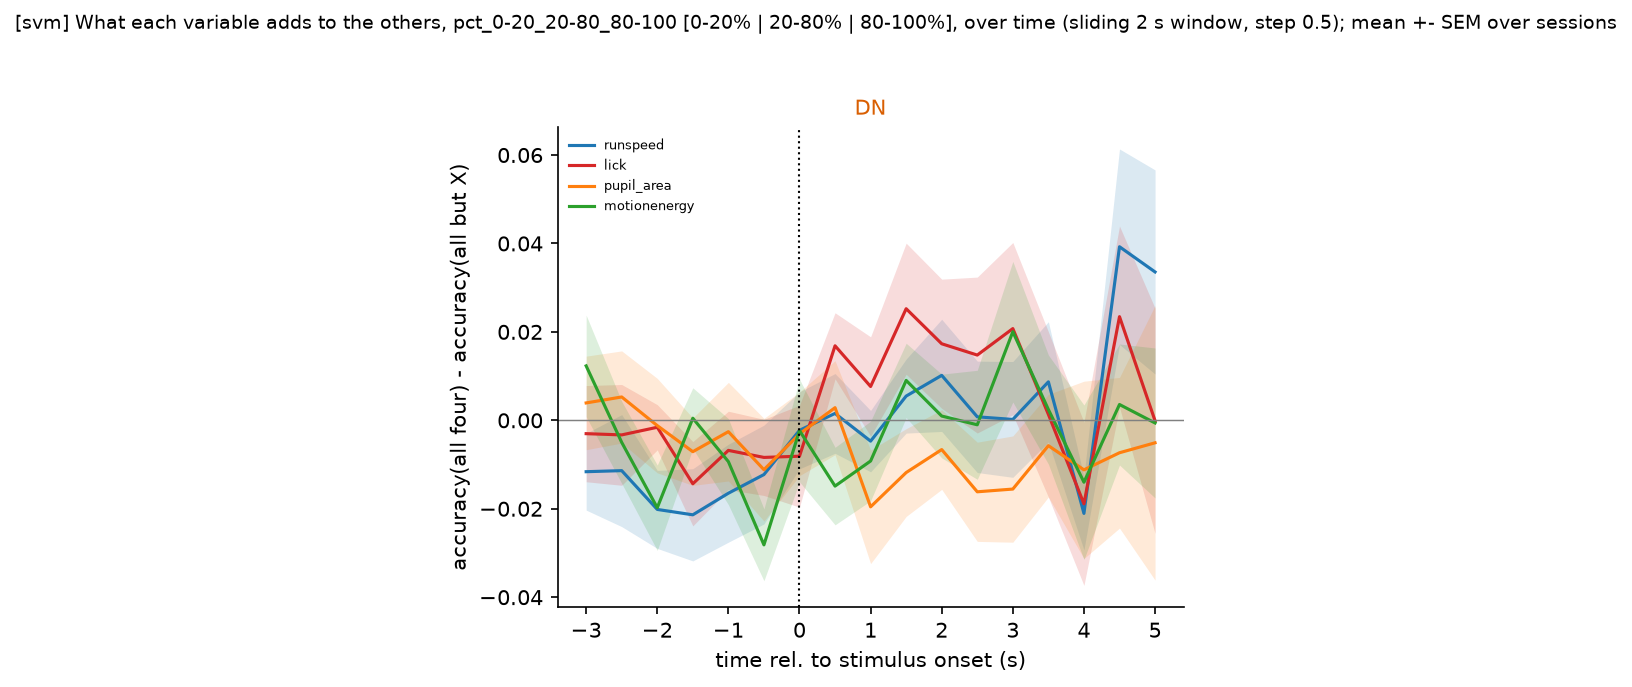 [svm] What each variable adds to the others, pct_0-20_20-80_80-100 [0-20% | 20-80% | 80-100%], over time (sliding 2 s window, step 0.5); mean +- SEM over sessions
DN
accuracy(all four) - accuracy(all but X)
0.06
0.04
0.02
0.00
−0.02
−0.04
runspeed
lick
pupil_area
motionenergy
−3 −2 −1 0 1 2 3 4 5
time rel. to stimulus onset (s)